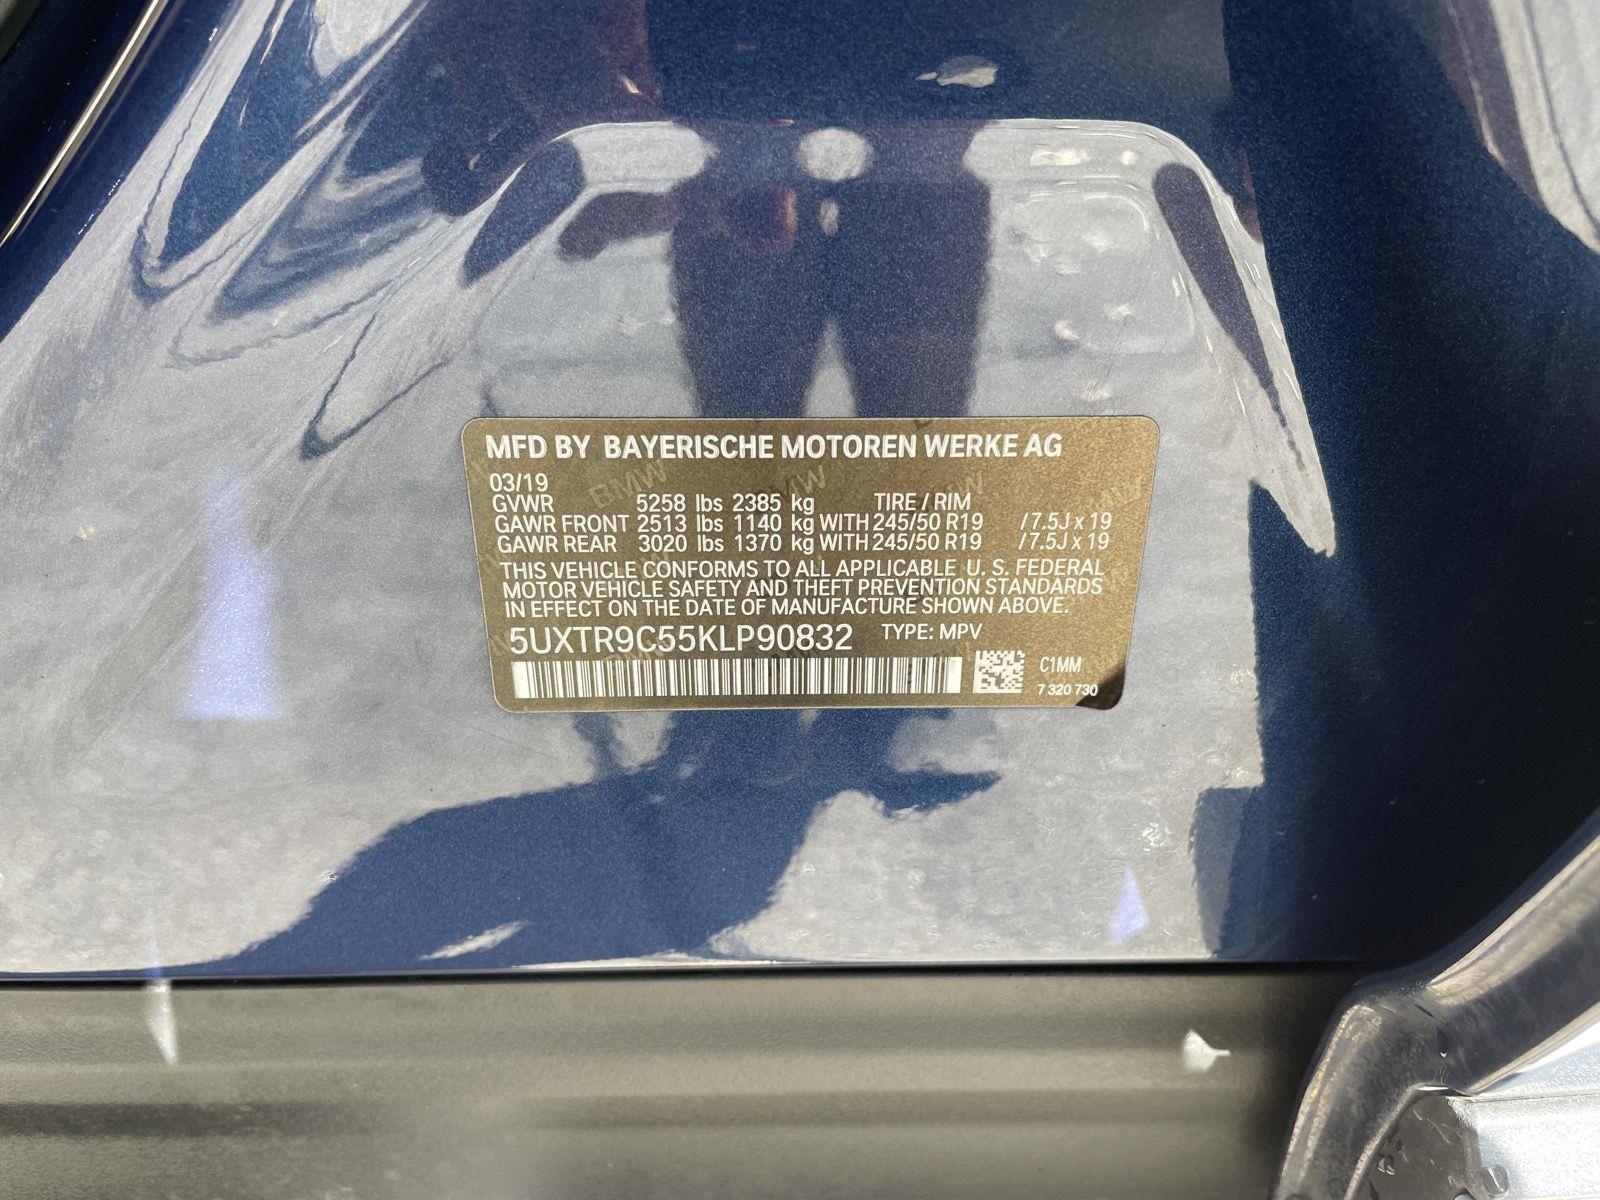 MFD BY BAYERISCHE MOTOREN WERKE AG
03/19
GVWR 5258 lbs 2385 kg TIRE / RIM
GAWR FRONT 2513 lbs 1140 kg WITH 245/50 R19 / 7.5J x 19
GAWR REAR 3020 lbs 1370 kg WITH 245/50 R19 / 7.5J x 19
THIS VEHICLE CONFORMS TO ALL APPLICABLE U. S. FEDERAL
MOTOR VEHICLE SAFETY AND THEFT PREVENTION STANDARDS
IN EFFECT ON THE DATE OF MANUFACTURE SHOWN ABOVE.
5UXTR9C55KLP90832 TYPE: MPV
C1MM
7 320 730